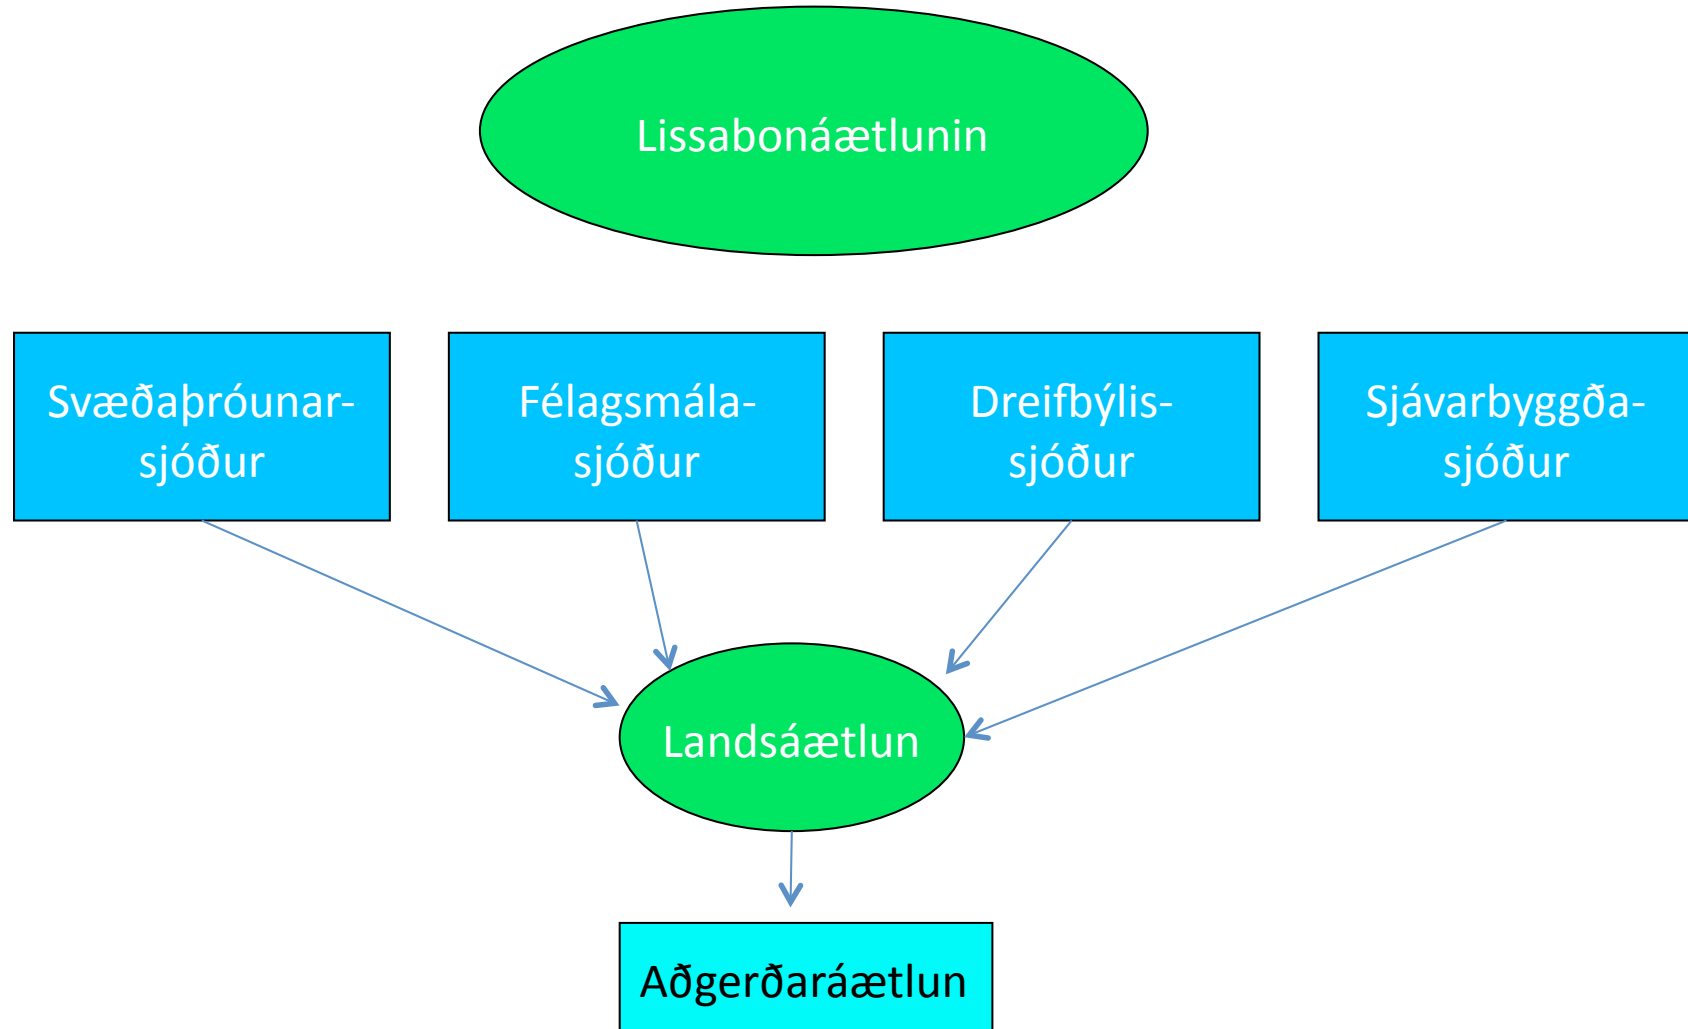 Lissabonáætlunin
Svæðaþróunar-
sjóður
Félagsmála-
sjóður
Dreifbýlis-
sjóður
Sjávarbyggða-
sjóður
Landsáætlun
Aðgerðaráætlun